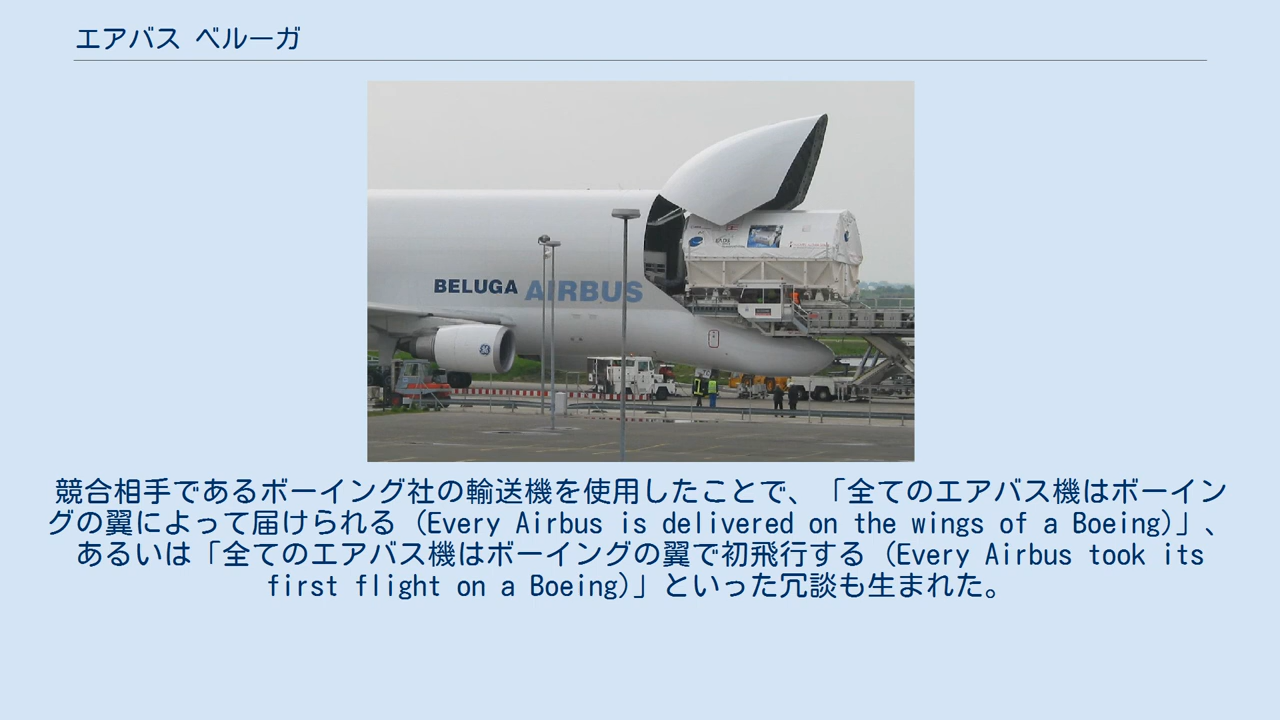 エアバス ベルーガ
BELUGA AIRBUS
競合相手であるボーイング社の輸送機を使用したことで、「全てのエアバス機はボーイン
グの翼によって届けられる (Every Airbus is delivered on the wings of a Boeing)」、
あるいは「全てのエアバス機はボーイングの翼で初飛行する (Every Airbus took its
first flight on a Boeing)」といった冗談も生まれた。